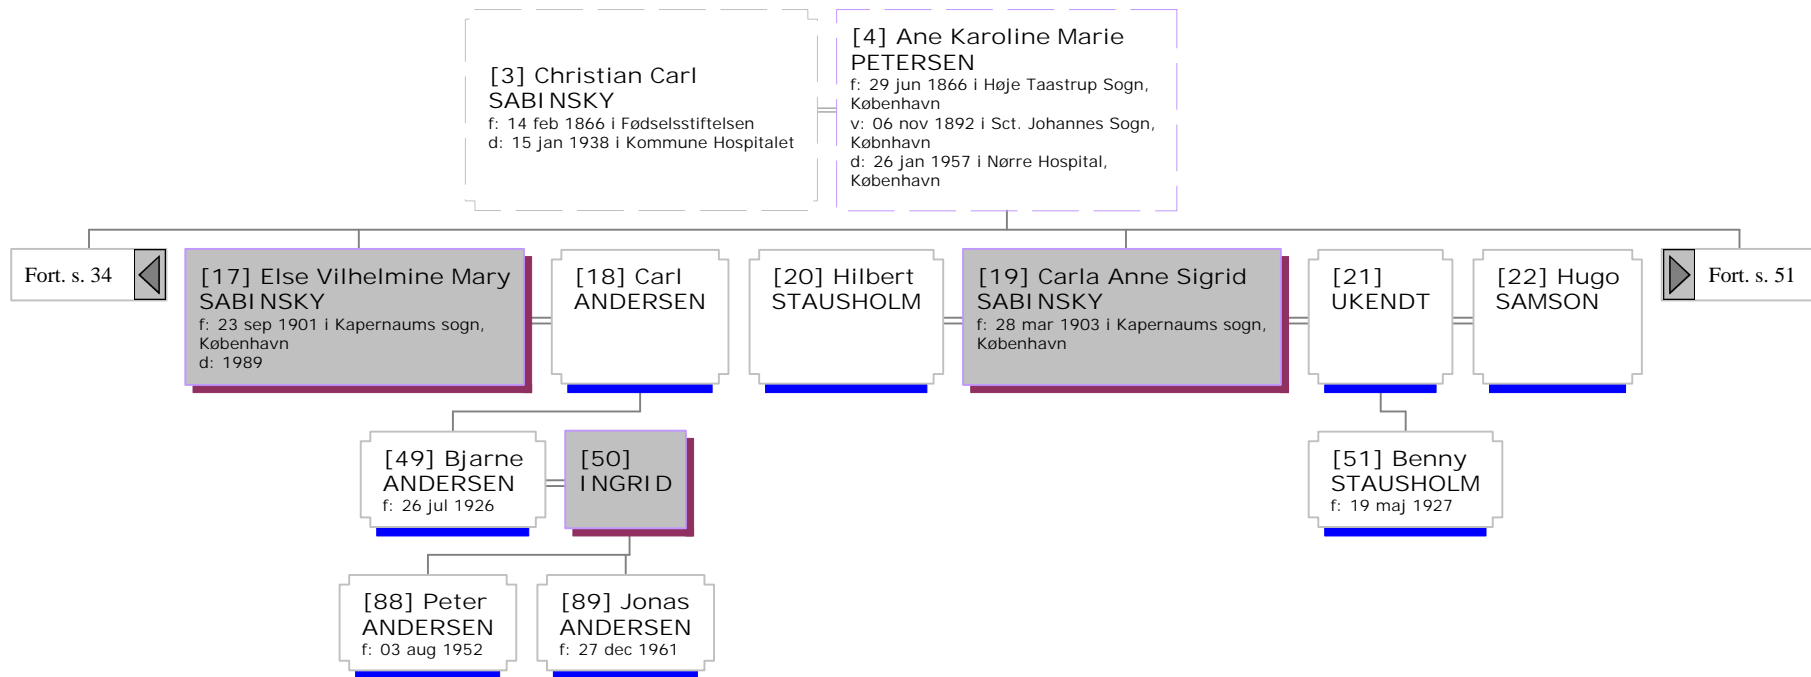 [3] Christian Carl
SABINSKY
f: 14 feb 1866 i Fødselsstiftelsen
d: 15 jan 1938 i Kommune Hospitalet
[4] Ane Karoline Marie
PETERSEN
f: 29 jun 1866 i Høje Taastrup Sogn,
København
v: 06 nov 1892 i Sct. Johannes Sogn,
Købnhavn
d: 26 jan 1957 i Nørre Hospital,
København
Fort. s. 34
[17] Else Vilhelmine Mary
SABINSKY
f: 23 sep 1901 i Kapernaums sogn,
København
d: 1989
[18] Carl
ANDERSEN
[20] Hilbert
STAUSHOLM
[19] Carla Anne Sigrid
SABINSKY
f: 28 mar 1903 i Kapernaums sogn,
København
[21]
UKENDT
[22] Hugo
SAMSON
Fort. s. 51
[49] Bjarne
ANDERSEN
f: 26 jul 1926
[50]
INGRID
[51] Benny
STAUSHOLM
f: 19 maj 1927
[88] Peter
ANDERSEN
f: 03 aug 1952
[89] Jonas
ANDERSEN
f: 27 dec 1961